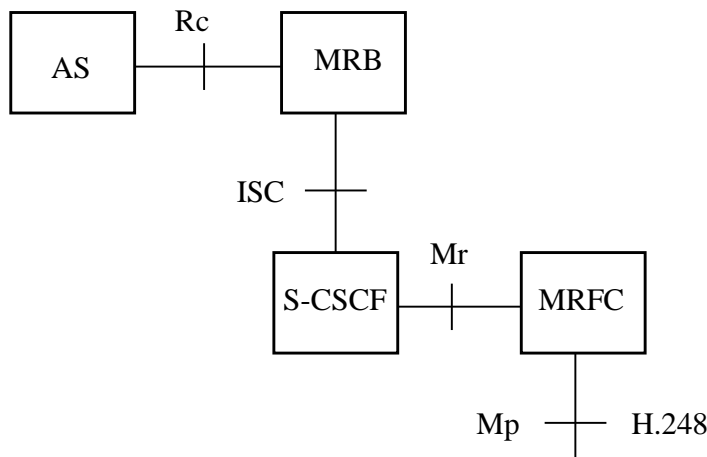 Rc
AS
MRB
ISC
Mr
S-CSCF
MRFC
Mp
H.248